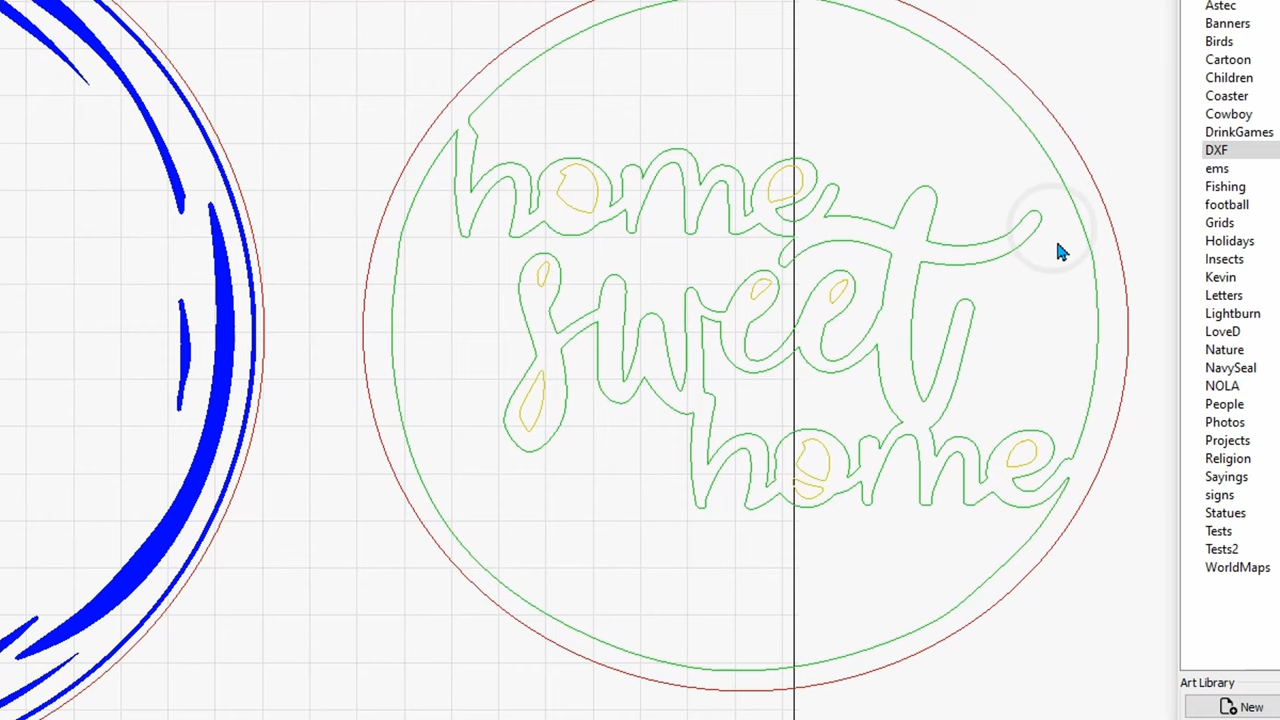 home
sweet
home
Astec
Banners
Birds
Cartoon
Children
Coaster
Cowboy
DrinkGames
DXF
ems
Fishing
football
Grids
Holidays
Insects
Kevin
Letters
Lightburn
LoveD
Nature
NavySeal
NOLA
People
Photos
Projects
Religion
Sayings
signs
Statues
Tests
Tests2
WorldMaps
Art Library
New